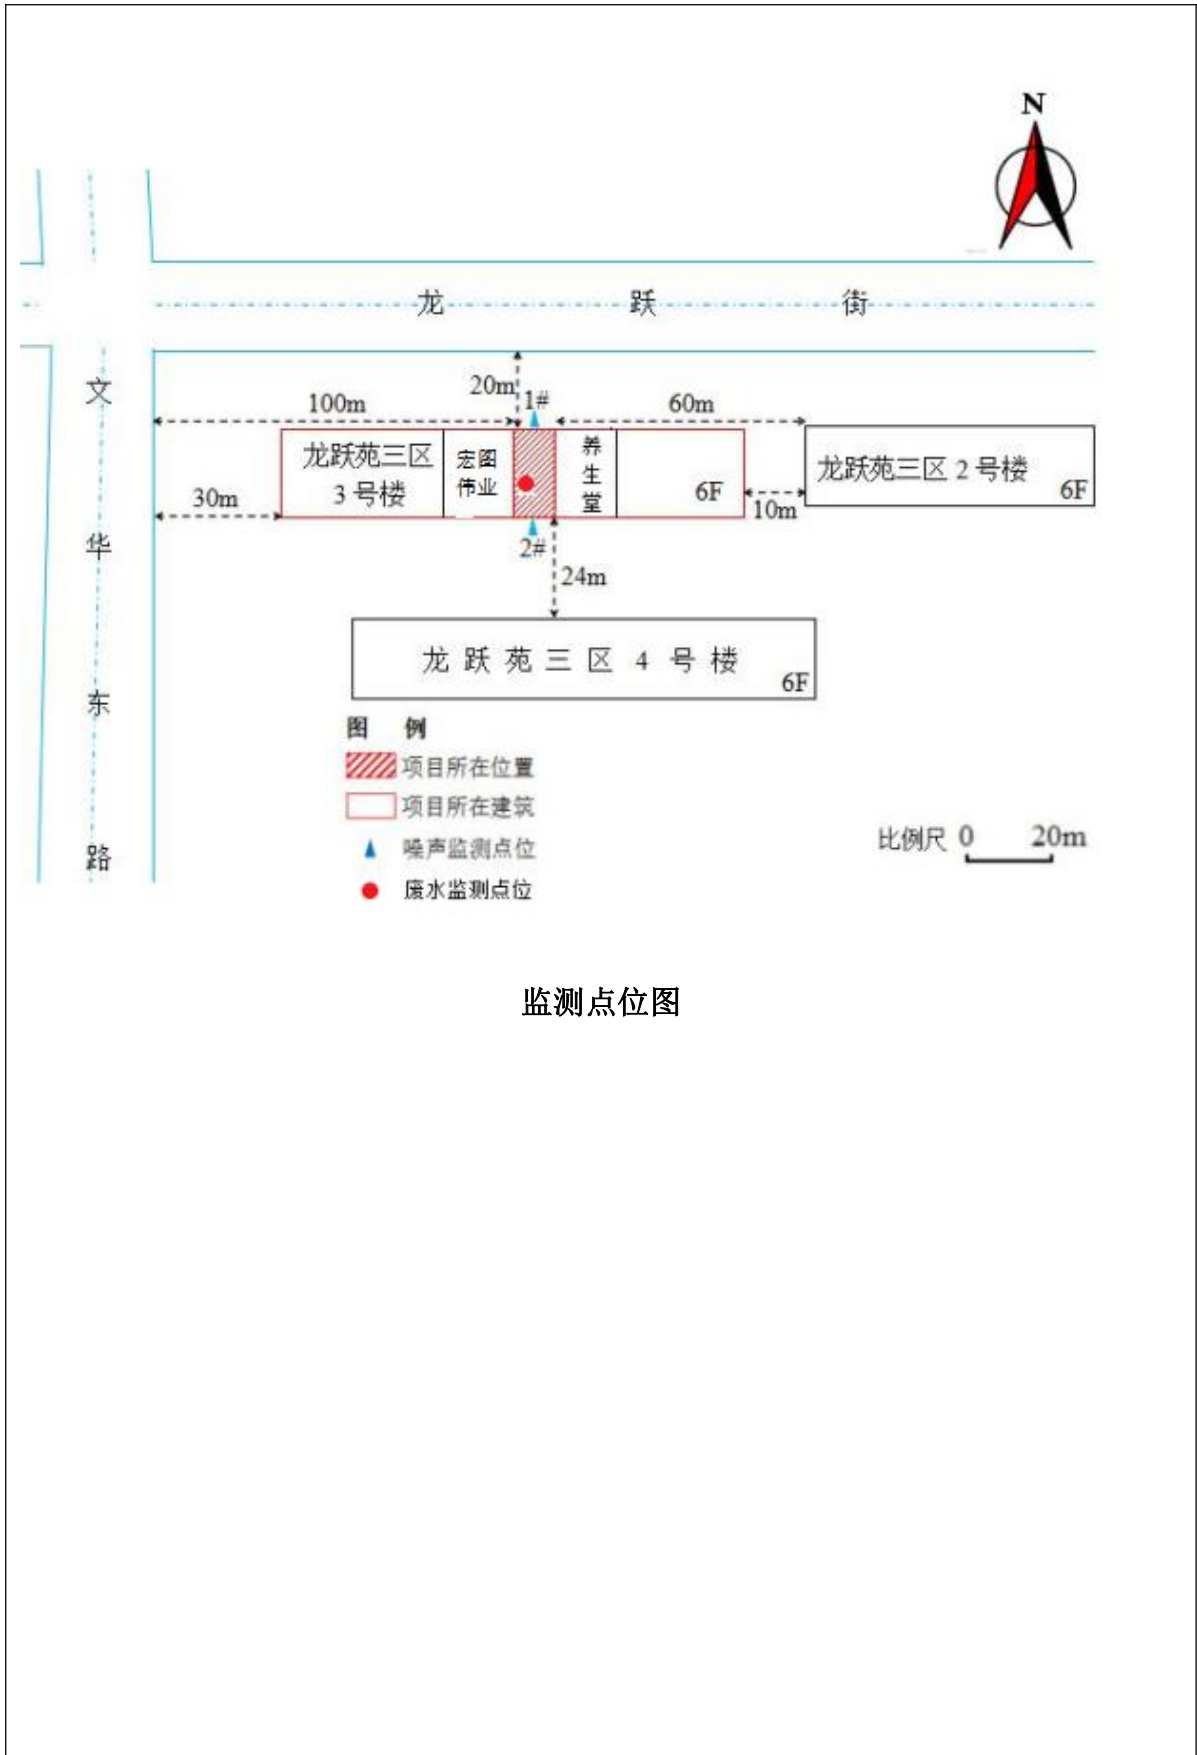 N
龙跃街
文华东路
20m
1#
100m
60m
龙跃苑三区
3号楼
宏图
伟业
养生堂
6F
龙跃苑三区2号楼
6F
30m
10m
2#
24m
龙跃苑三区4号楼
6F
图 例
项目所在位置
项目所在建筑
噪声监测点位
废水监测点位
比例尺 0 20m
监测点位图